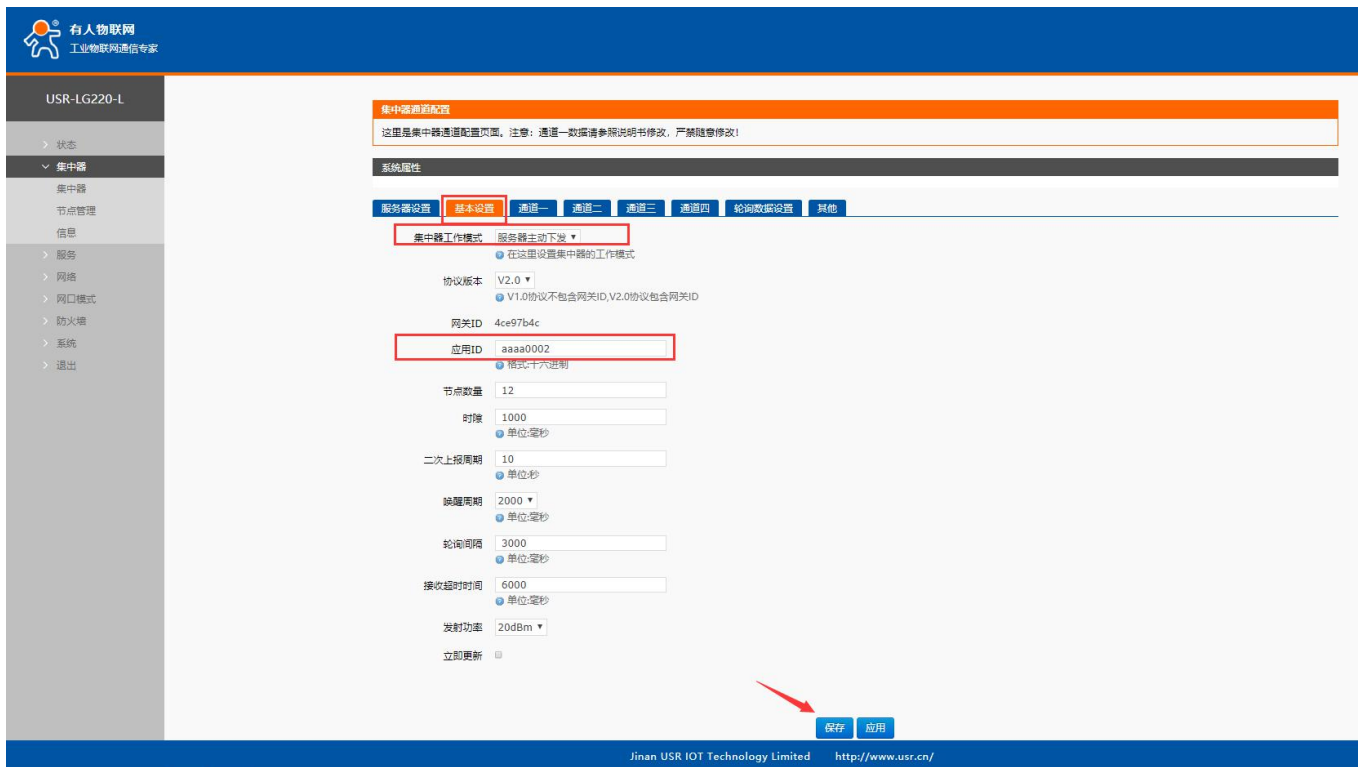 有人物联网
工业物联网通信专家
USR-LG220-L
状态
集中器
集中器
节点管理
信息
服务
网络
网口模式
防火墙
系统
退出
集中器通道配置
这里是集中器通道配置页面。注意：通道一数据请参照说明书修改，严禁随意修改！
系统属性
服务器设置 基本设置 通道一 通道二 通道三 通道四 轮询数据设置 其他
集中器工作模式 服务器主动下发
在这里设置集中器的工作模式
协议版本 V2.0
V1.0协议不包含网关ID,V2.0协议包含网关ID
网关ID 4ce97b4c
应用ID aaaa0002
格式:十六进制
节点数量 12
时隙 1000
单位:毫秒
二次上报周期 10
单位:秒
唤醒周期 2000
单位:毫秒
轮询间隔 3000
单位:毫秒
接收超时时间 6000
单位:毫秒
发射功率 20dBm
立即更新
保存 应用
Jinan USR IOT Technology Limited http://www.usr.cn/